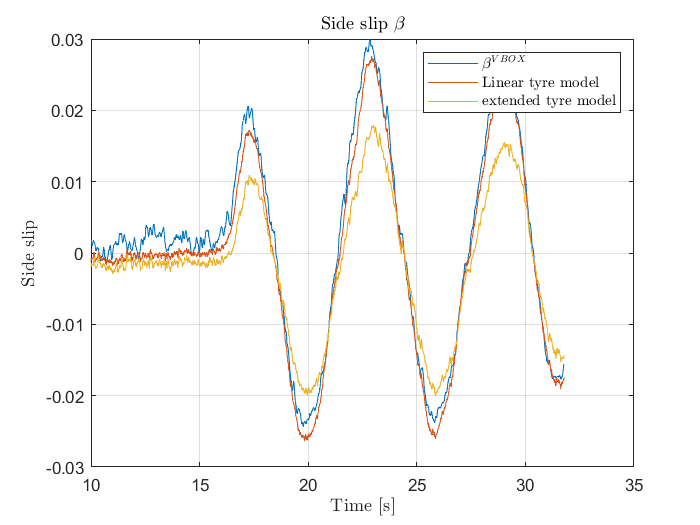 Side slip β
0.03
0.02
0.01
0
-0.01
-0.02
-0.03
Side slip
β^VBOX
Linear tyre model
extended tyre model
10
15
20
25
30
35
Time [s]